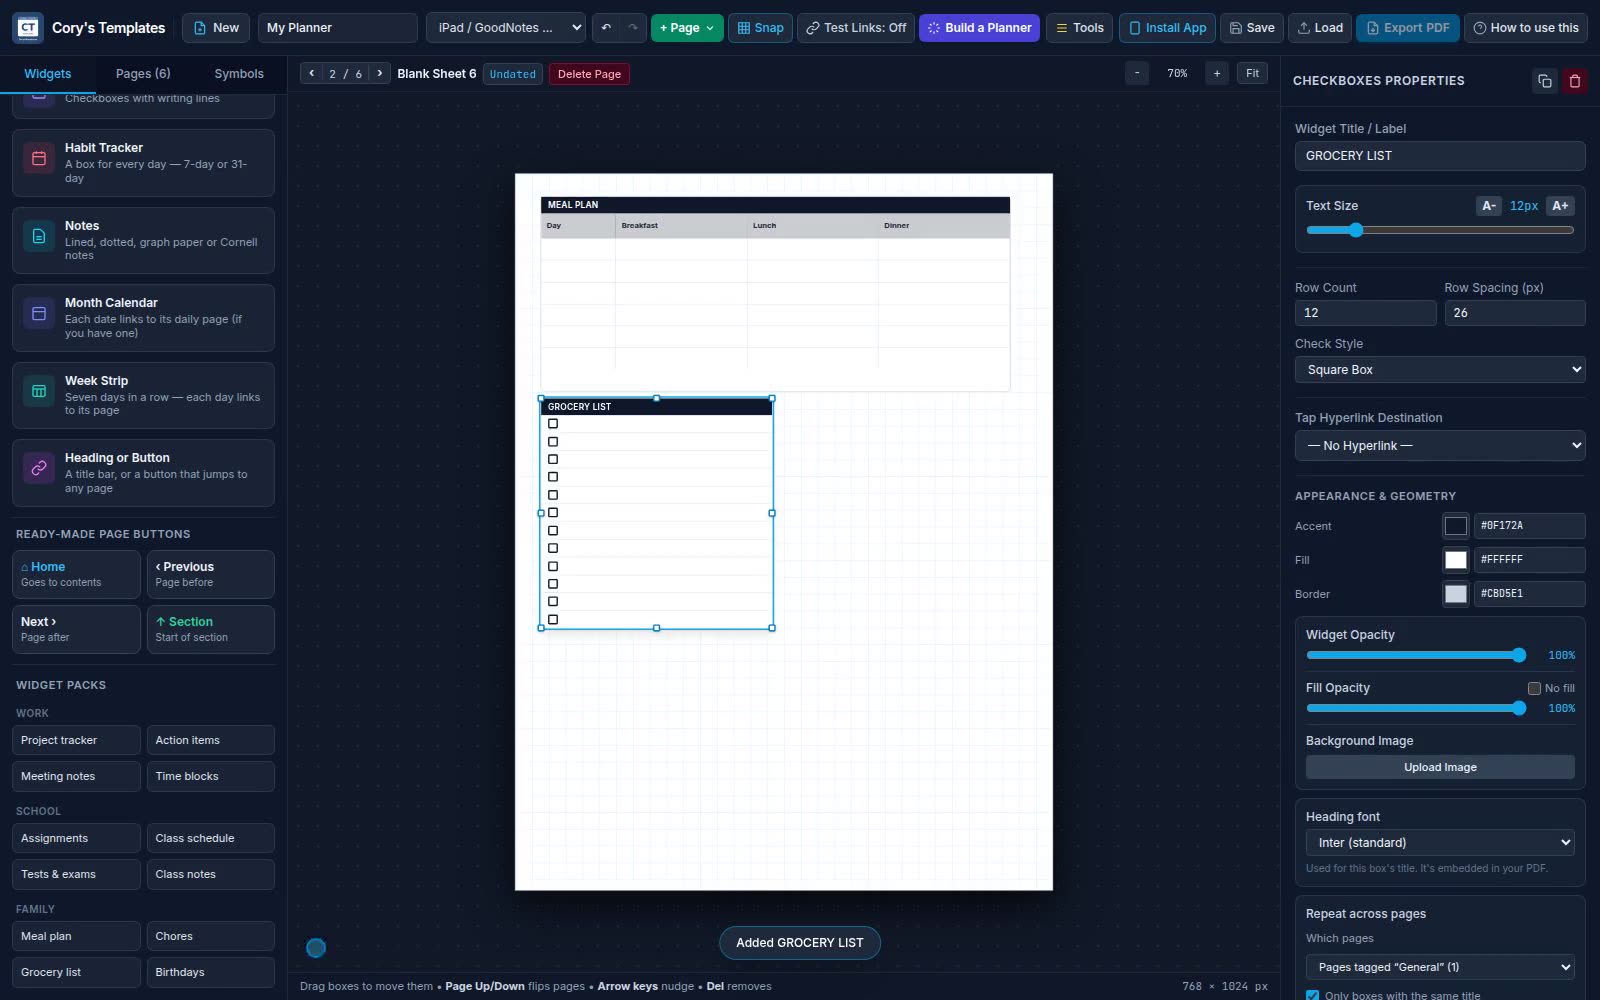 CT
Cory's Templates
New
My Planner
iPad / GoodNotes ...
+ Page
Snap
Test Links: Off
Build a Planner
Tools
Install App
Save
Load
Export PDF
How to use this
Widgets
Pages (6)
Symbols
2 / 6
Blank Sheet 6
Undated
Delete Page
-
70%
+
Fit
Checkboxes with writing lines
Habit Tracker
A box for every day — 7-day or 31-
day
Notes
Lined, dotted, graph paper or Cornell
notes
Month Calendar
Each date links to its daily page (if
you have one)
Week Strip
Seven days in a row — each day links
to its page
Heading or Button
A title bar, or a button that jumps to
any page
READY-MADE PAGE BUTTONS
⌂ Home
Goes to contents
‹ Previous
Page before
Next ›
Page after
↑ Section
Start of section
WIDGET PACKS
WORK
Project tracker
Action items
Meeting notes
Time blocks
SCHOOL
Assignments
Class schedule
Tests & exams
Class notes
FAMILY
Meal plan
Chores
Grocery list
Birthdays
MEAL PLAN
Day
Breakfast
Lunch
Dinner
GROCERY LIST
Added GROCERY LIST
Drag boxes to move them • Page Up/Down flips pages • Arrow keys nudge • Del removes
768 × 1024 px
CHECKBOXES PROPERTIES
Widget Title / Label
GROCERY LIST
Text Size
A-
12px
A+
Row Count
Row Spacing (px)
12
26
Check Style
Square Box
Tap Hyperlink Destination
— No Hyperlink —
APPEARANCE & GEOMETRY
Accent
#0F172A
Fill
#FFFFFF
Border
#CBD5E1
Widget Opacity
100%
Fill Opacity
No fill
100%
Background Image
Upload Image
Heading font
Inter (standard)
Used for this box's title. It's embedded in your PDF.
Repeat across pages
Which pages
Pages tagged “General” (1)
Only boxes with the same title